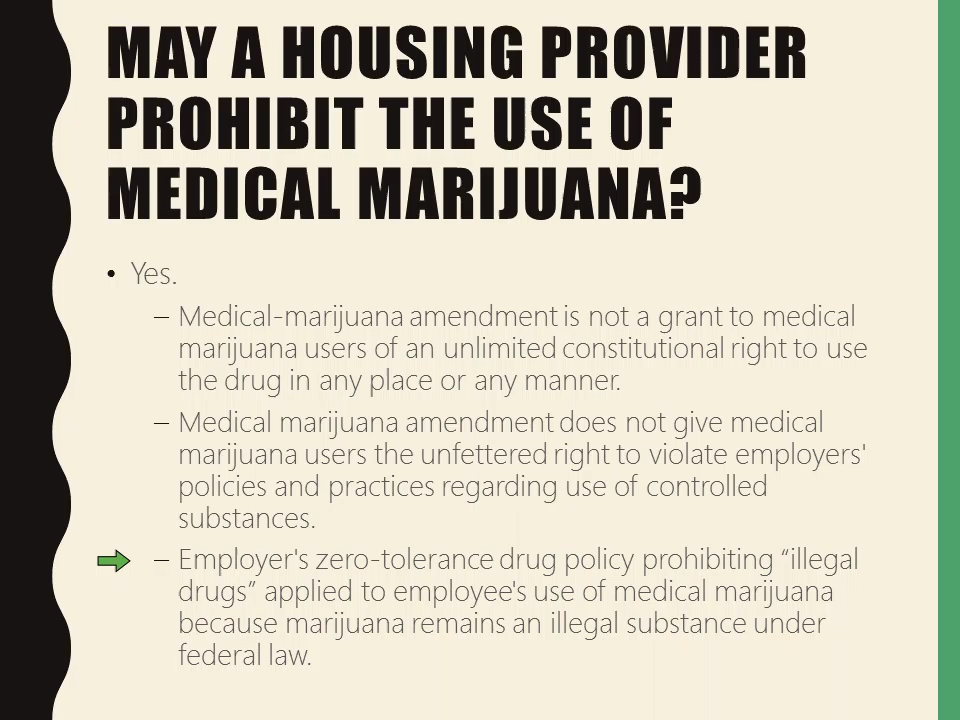 MAY A HOUSING PROVIDER
PROHIBIT THE USE OF
MEDICAL MARIJUANA?
• Yes.
– Medical-marijuana amendment is not a grant to medical
marijuana users of an unlimited constitutional right to use
the drug in any place or any manner.
– Medical marijuana amendment does not give medical
marijuana users the unfettered right to violate employers'
policies and practices regarding use of controlled
substances.
– Employer's zero-tolerance drug policy prohibiting “illegal
drugs” applied to employee's use of medical marijuana
because marijuana remains an illegal substance under
federal law.